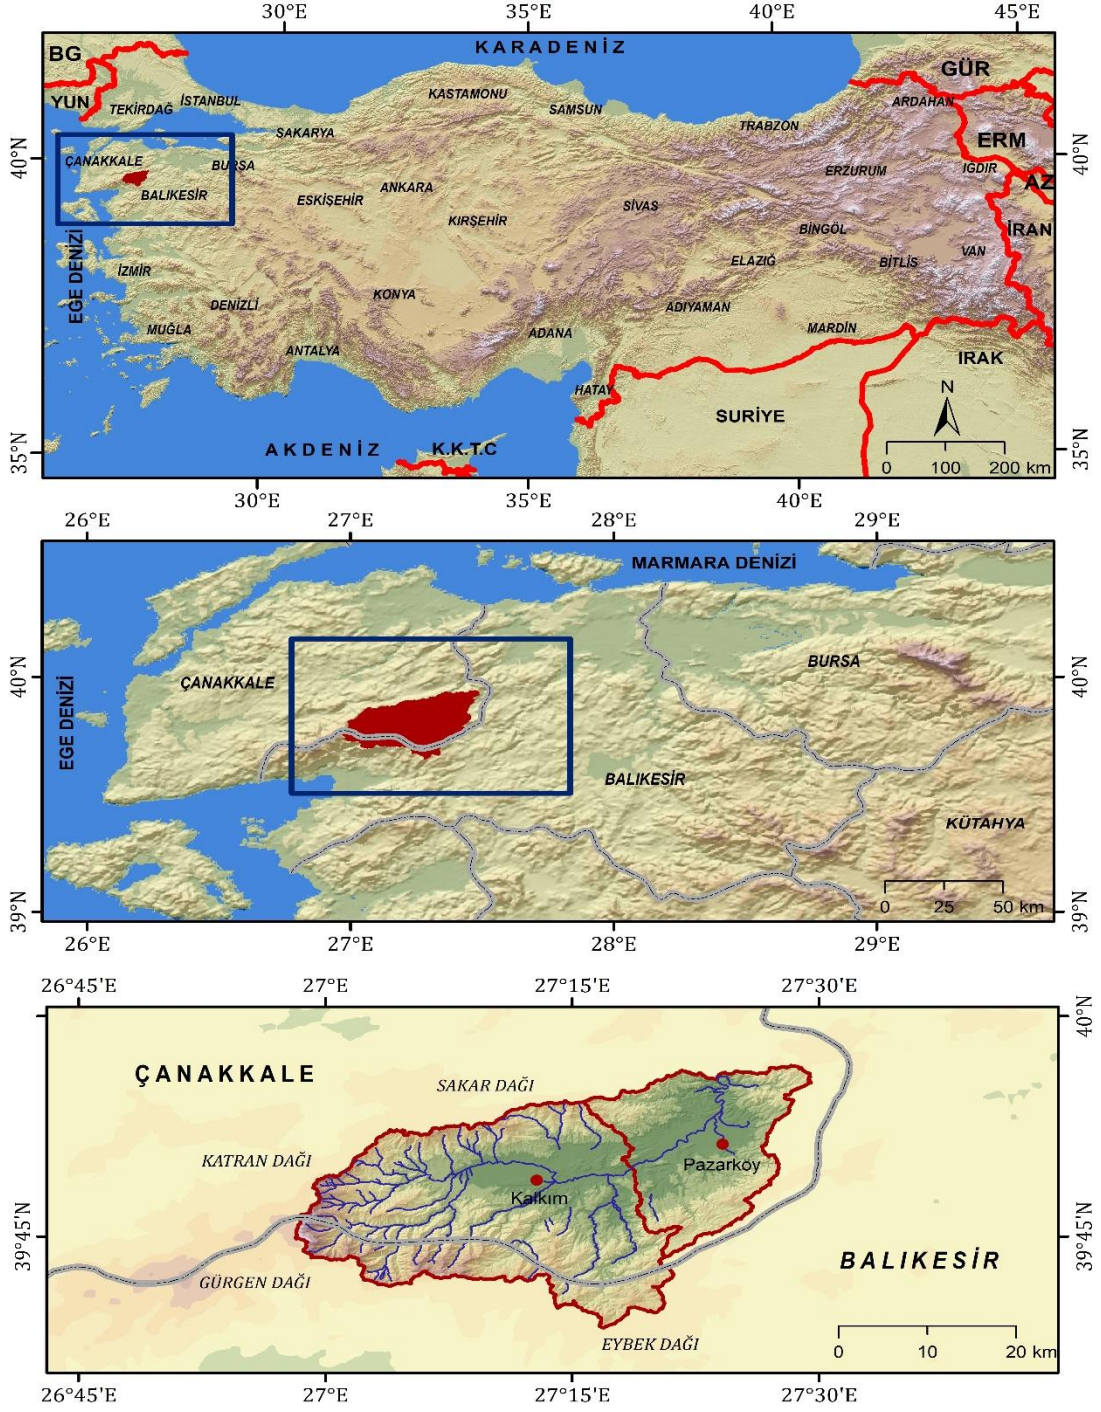 30°E 35°E 40°E 45°E
KARADENİZ
BG
GÜR
YUN
TEKİRDAĞ
İSTANBUL
KASTAMONU
SAMSUN
ARDAHAN
SAKARYA
TRABZON
ERM
40°N
ÇANAKKALE
BURSA
ERZURUM
IGDIR
40°N
AZ
BALIKESİR
ESKİŞEHİR
ANKARA
KIRŞEHİR
SİVAS
BİNGÖL
İRAN
EGE DENİZİ
İZMİR
ELAZIĞ
BİTLİS
VAN
DENİZLİ
KONYA
ADIYAMAN
MUĞLA
ANTALYA
ADANA
MARDİN
IRAK
HATAY
SURİYE
N
AKDENİZ
K.K.T.C
35°N
35°N
0 100 200 km
30°E 35°E 40°E
26°E 27°E 28°E 29°E
MARMARA DENİZİ
40°N
ÇANAKKALE
BURSA
40°N
EGE DENİZİ
BALIKESİR
KÜTAHYA
39°N
39°N
0 25 50 km
26°E 27°E 28°E 29°E
26°45'E 27°E 27°15'E 27°30'E
40°N
ÇANAKKALE
SAKAR DAĞI
KATRAN DAĞI
Pazarköy
Kalkım
39°45'N
39°45'N
GÜRGEN DAĞI
BALIKESİR
EYBEK DAĞI
0 10 20 km
26°45'E 27°E 27°15'E 27°30'E